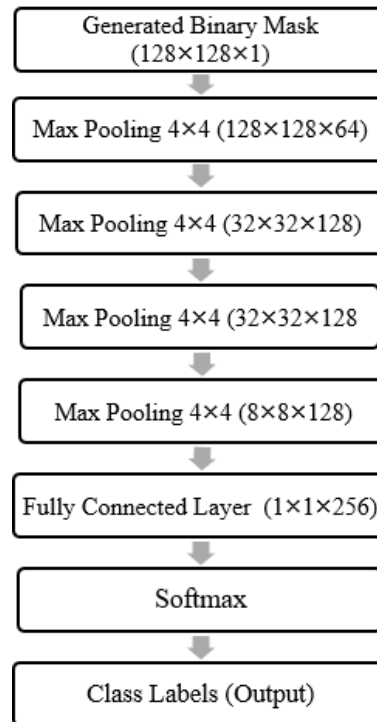 Generated Binary Mask
(128×128×1)
Max Pooling 4×4 (128×128×64)
Max Pooling 4×4 (32×32×128)
Max Pooling 4×4 (32×32×128
Max Pooling 4×4 (8×8×128)
Fully Connected Layer (1×1×256)
Softmax
Class Labels (Output)